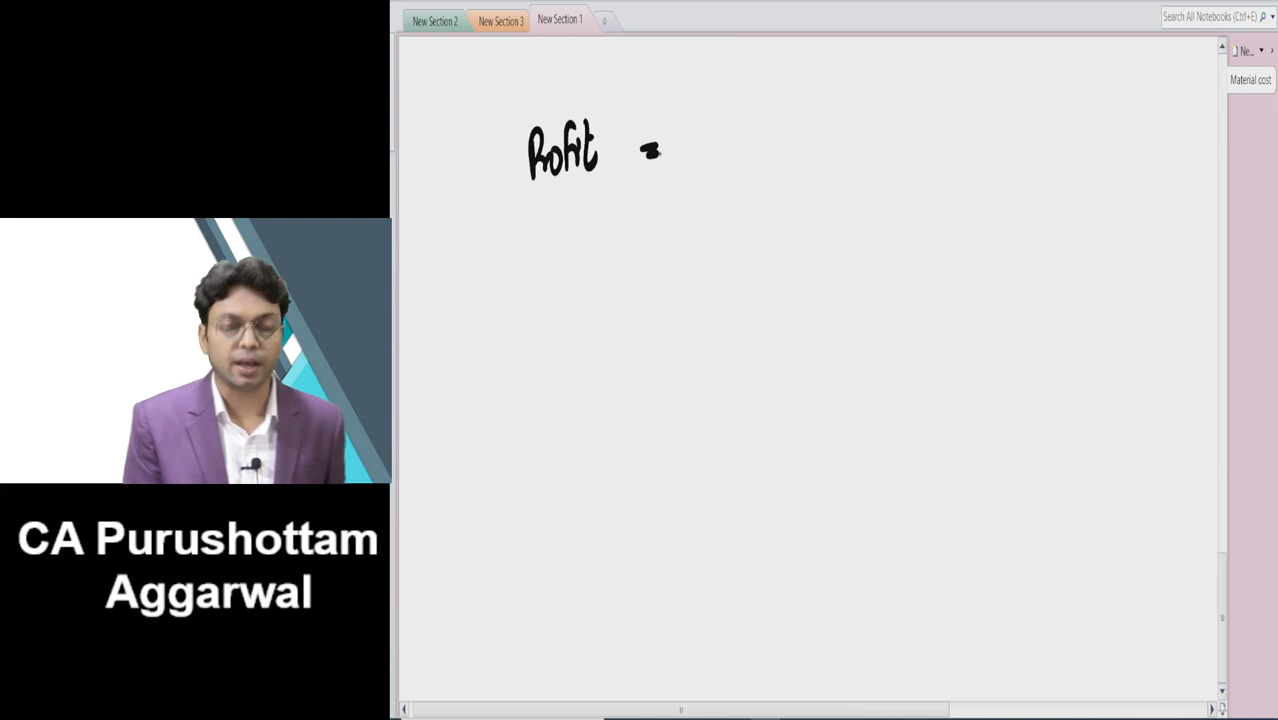 New Section 2 New Section 3 New Section 1
Search All Notebooks (Ctrl+E)
Ne...
Material cost
Profit =
CA Purushottam
Aggarwal